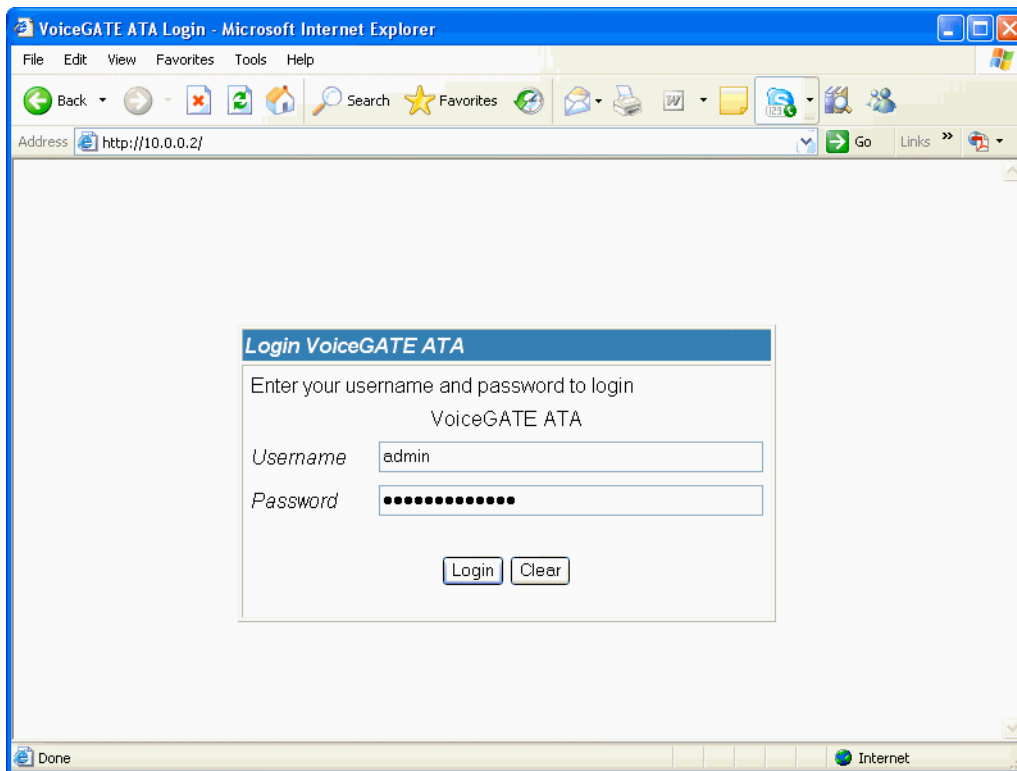 VoiceGATE ATA Login - Microsoft Internet Explorer
File Edit View Favorites Tools Help
Back Search Favorites
Address http://10.0.0.2/ Go Links »
Login VoiceGATE ATA
Enter your username and password to login
VoiceGATE ATA
Username admin
Password •••••••••••••
Login Clear
Done Internet